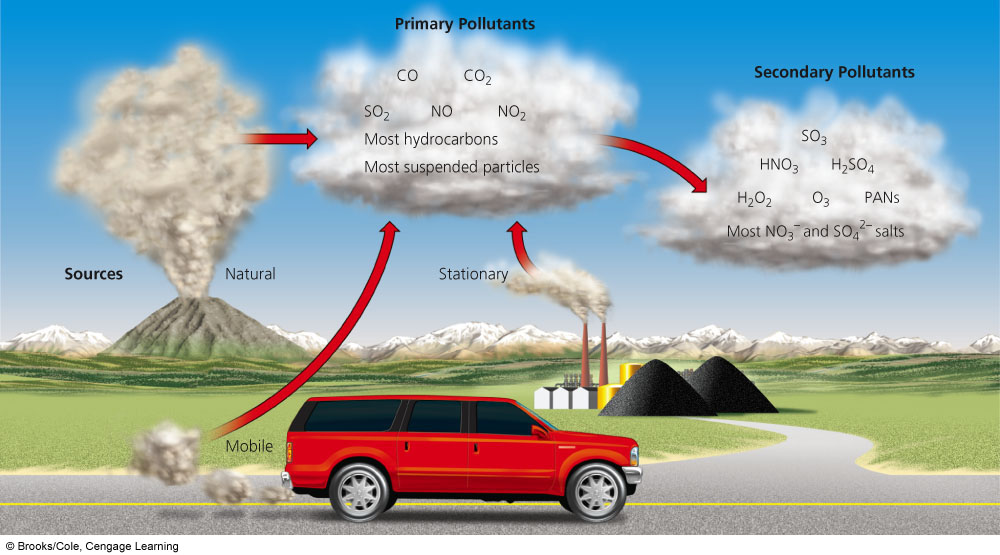 Primary Pollutants
CO CO₂
SO₂ NO NO₂
Most hydrocarbons
Most suspended particles
Secondary Pollutants
SO₃
HNO₃ H₂SO₄
H₂O₂ O₃ PANs
Most NO₃⁻ and SO₄²⁻ salts
Sources
Natural
Stationary
Mobile
© Brooks/Cole, Cengage Learning